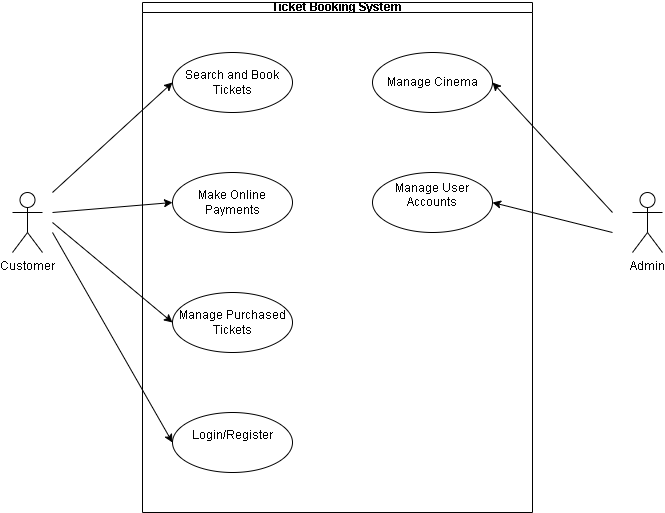 Ticket Booking System
Search and Book
Tickets
Manage Cinema
Make Online
Payments
Manage User
Accounts
Customer
Admin
Manage Purchased
Tickets
Login/Register